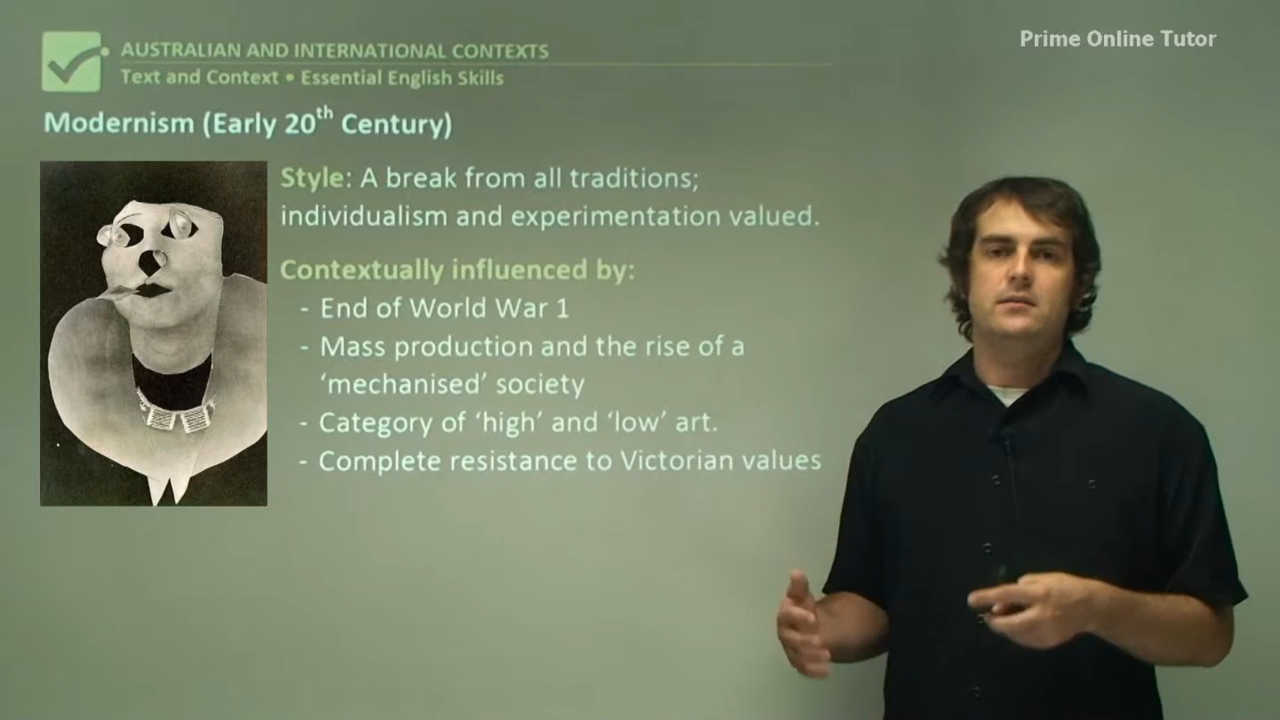 AUSTRALIAN AND INTERNATIONAL CONTEXTS
Prime Online Tutor
Text and Context • Essential English Skills
Modernism (Early 20th Century)
Style: A break from all traditions;
individualism and experimentation valued.
Contextually influenced by:
- End of World War 1
- Mass production and the rise of a
‘mechanised’ society
- Category of ‘high’ and ‘low’ art.
- Complete resistance to Victorian values